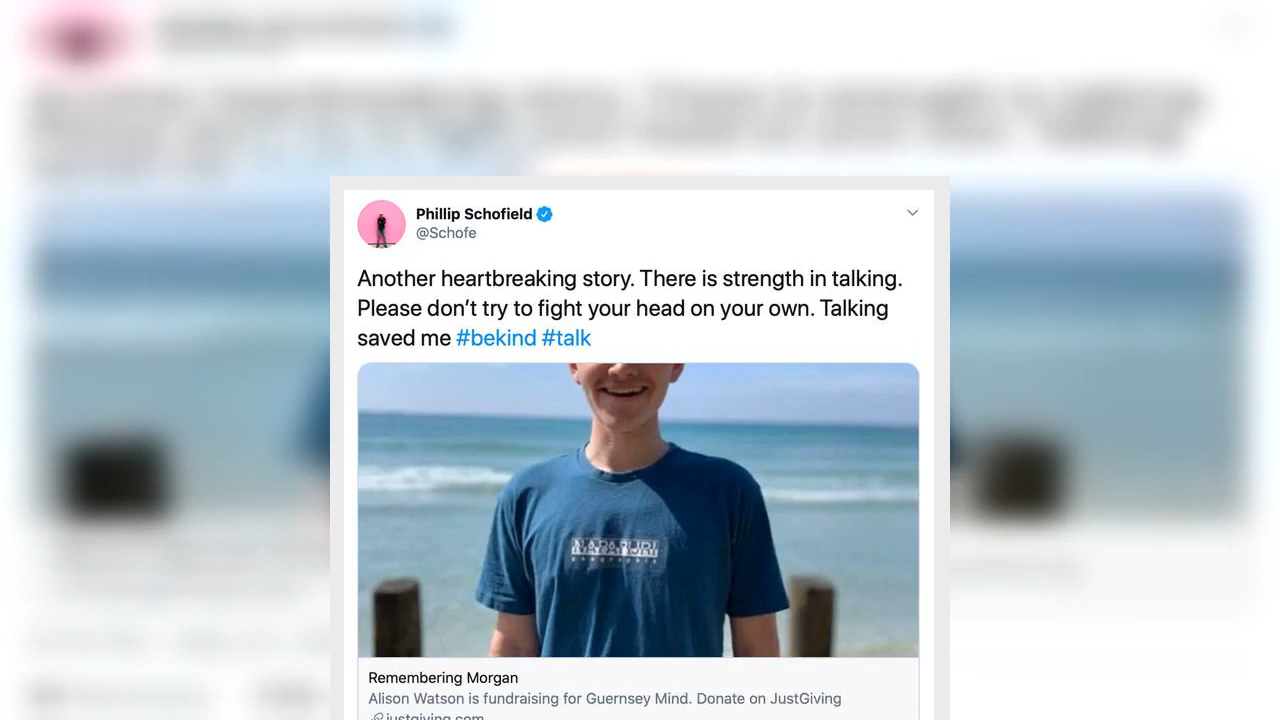 Phillip Schofield
@Schofe
Another heartbreaking story. There is strength in talking.
Please don’t try to fight your head on your own. Talking
saved me #bekind #talk
NAPAPIJRI
Remembering Morgan
Alison Watson is fundraising for Guernsey Mind. Donate on JustGiving
justgiving.com